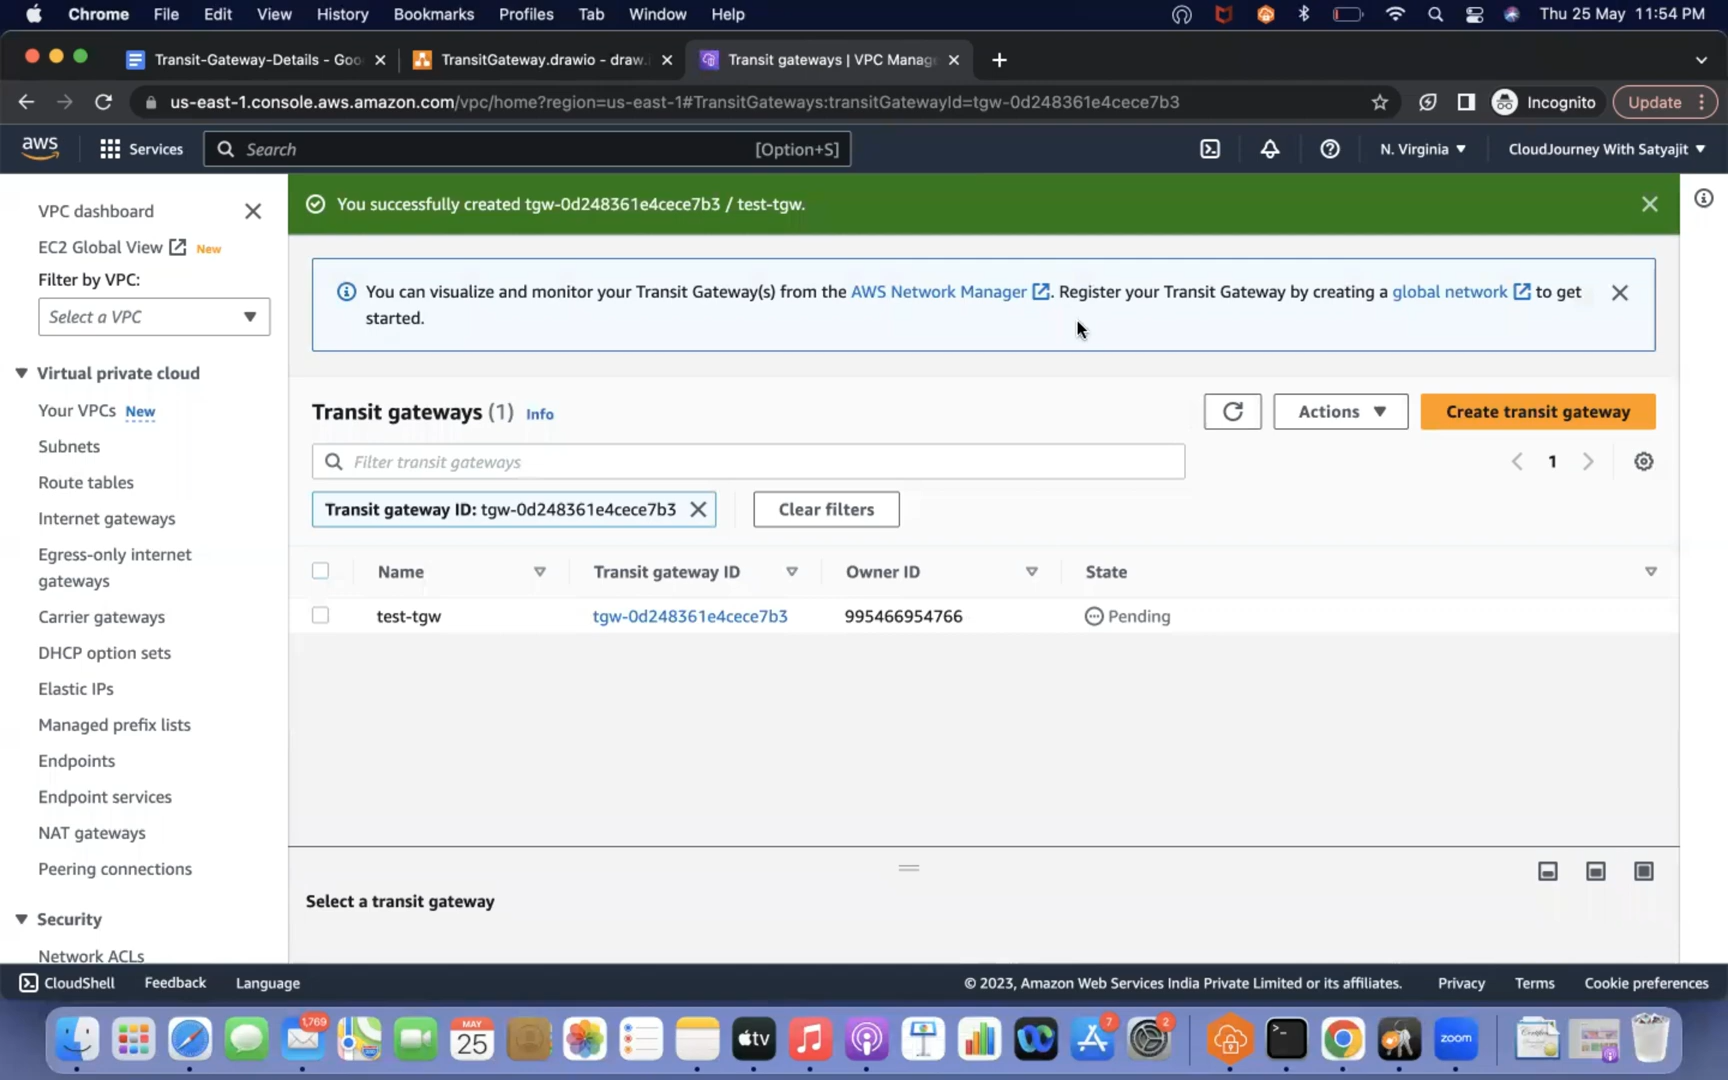 Chrome File Edit View History Bookmarks Profiles Tab Window Help Thu 25 May 11:54 PM
Transit-Gateway-Details - Goo TransitGateway.drawio - draw. Transit gateways | VPC Manag
us-east-1.console.aws.amazon.com/vpc/home?region=us-east-1#TransitGateways:transitGatewayId=tgw-0d248361e4cece7b3 Incognito Update
aws Services Search [Option+S] N. Virginia CloudJourney With Satyajit
VPC dashboard
EC2 Global View New
Filter by VPC:
Select a VPC
Virtual private cloud
Your VPCs New
Subnets
Route tables
Internet gateways
Egress-only internet
gateways
Carrier gateways
DHCP option sets
Elastic IPs
Managed prefix lists
Endpoints
Endpoint services
NAT gateways
Peering connections
Security
Network ACLs
You successfully created tgw-0d248361e4cece7b3 / test-tgw.
You can visualize and monitor your Transit Gateway(s) from the AWS Network Manager . Register your Transit Gateway by creating a global network to get
started.
Transit gateways (1) Info Actions Create transit gateway
Filter transit gateways 1
Transit gateway ID: tgw-0d248361e4cece7b3 Clear filters
Name Transit gateway ID Owner ID State
test-tgw tgw-0d248361e4cece7b3 995466954766 Pending
Select a transit gateway
CloudShell Feedback Language © 2023, Amazon Web Services India Private Limited or its affiliates. Privacy Terms Cookie preferences
1,769 MAY 25 tv 7 2 zoom